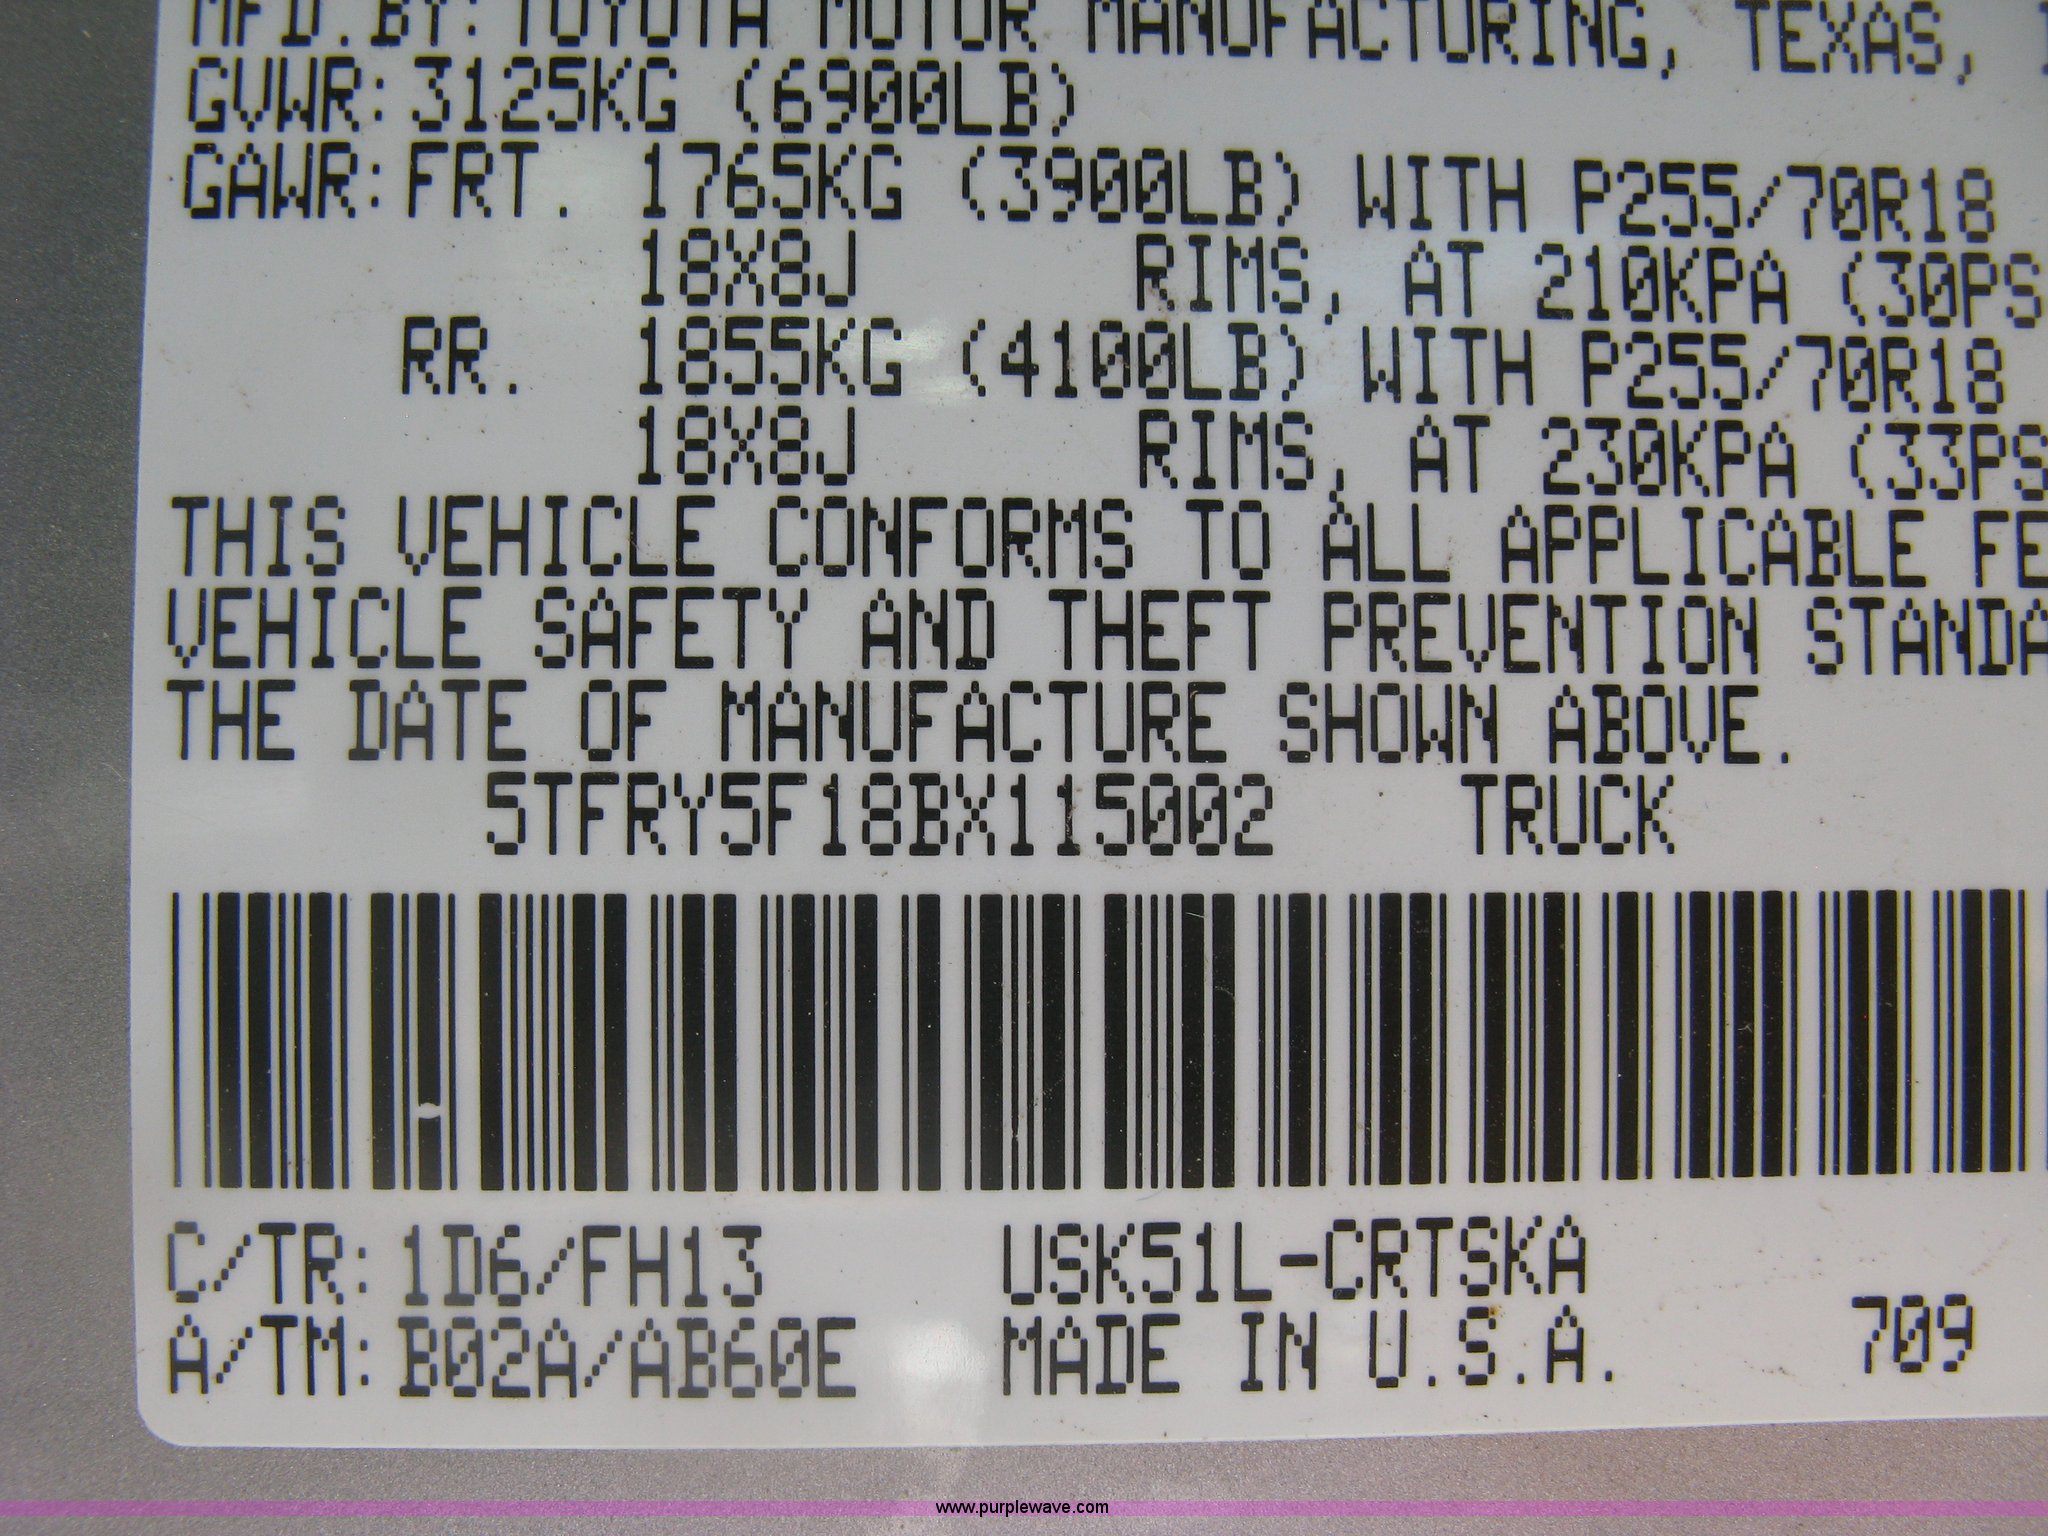 MFD. BY: TOYOTA MOTOR MANUFACTURING, TEXAS,
GVWR: 3125KG (6900LB)
GAWR: FRT. 1765KG (3900LB) WITH P255/70R18
18X8J RIMS, AT 210KPA (30PS
RR. 1855KG (4100LB) WITH P255/70R18
18X8J RIMS, AT 230KPA (33PS
THIS VEHICLE CONFORMS TO ALL APPLICABLE FE
VEHICLE SAFETY AND THEFT PREVENTION STANDA
THE DATE OF MANUFACTURE SHOWN ABOVE.
5TFRY5F18BX115002 TRUCK
C/TR: 1D6/FH13 USK51L-CRTSKA
A/TM: B02A/AB60E MADE IN U.S.A. 709
www.purplewave.com